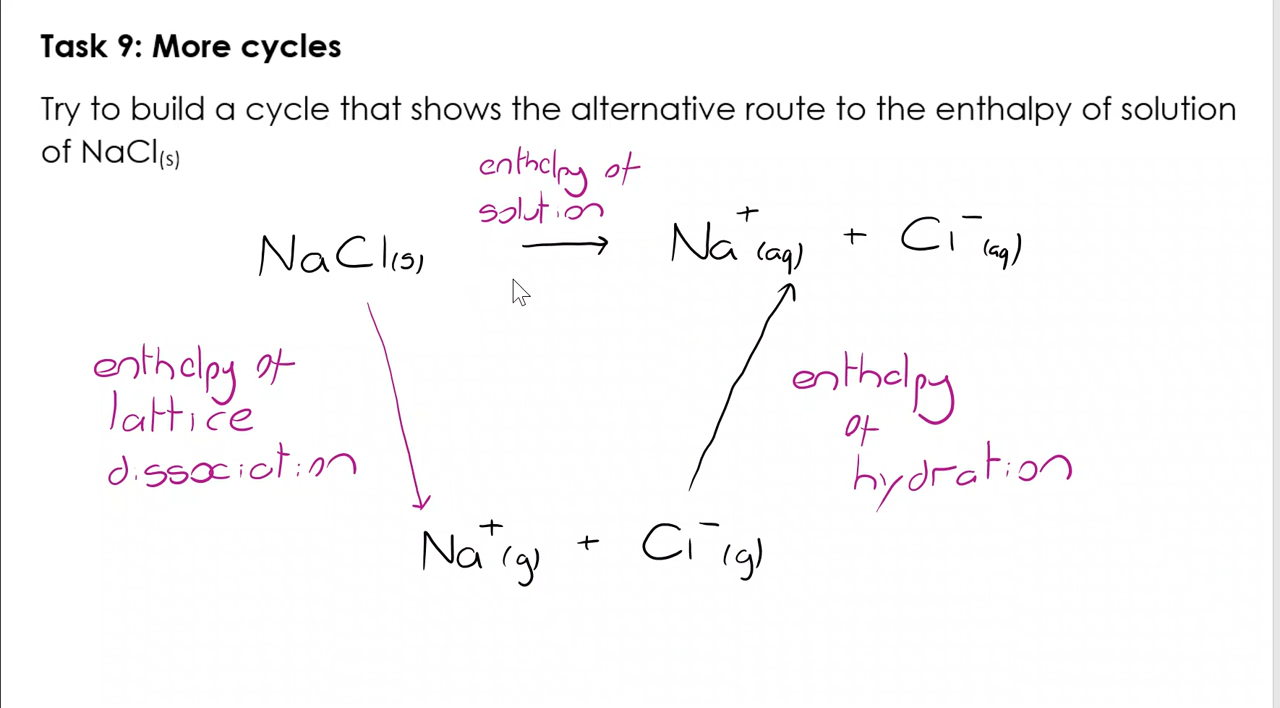 Task 9: More cycles
Try to build a cycle that shows the alternative route to the enthalpy of solution
of NaCl(s)
enthalpy of
solution
NaCl(s) → Na⁺(aq) + Cl⁻(aq)
enthalpy of
lattice
dissociation
enthalpy
of
hydration
Na⁺(g) + Cl⁻(g)